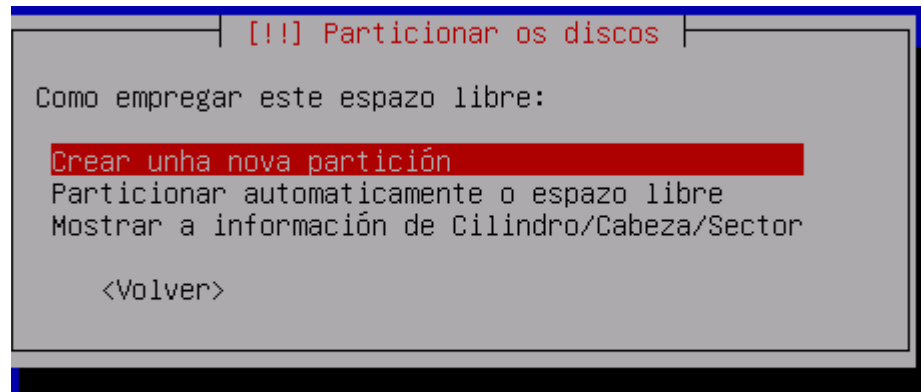 [!!] Particionar os discos
Como empregar este espazo libre:
Crear unha nova partición
Particionar automaticamente o espazo libre
Mostrar a información de Cilindro/Cabeza/Sector
<Volver>